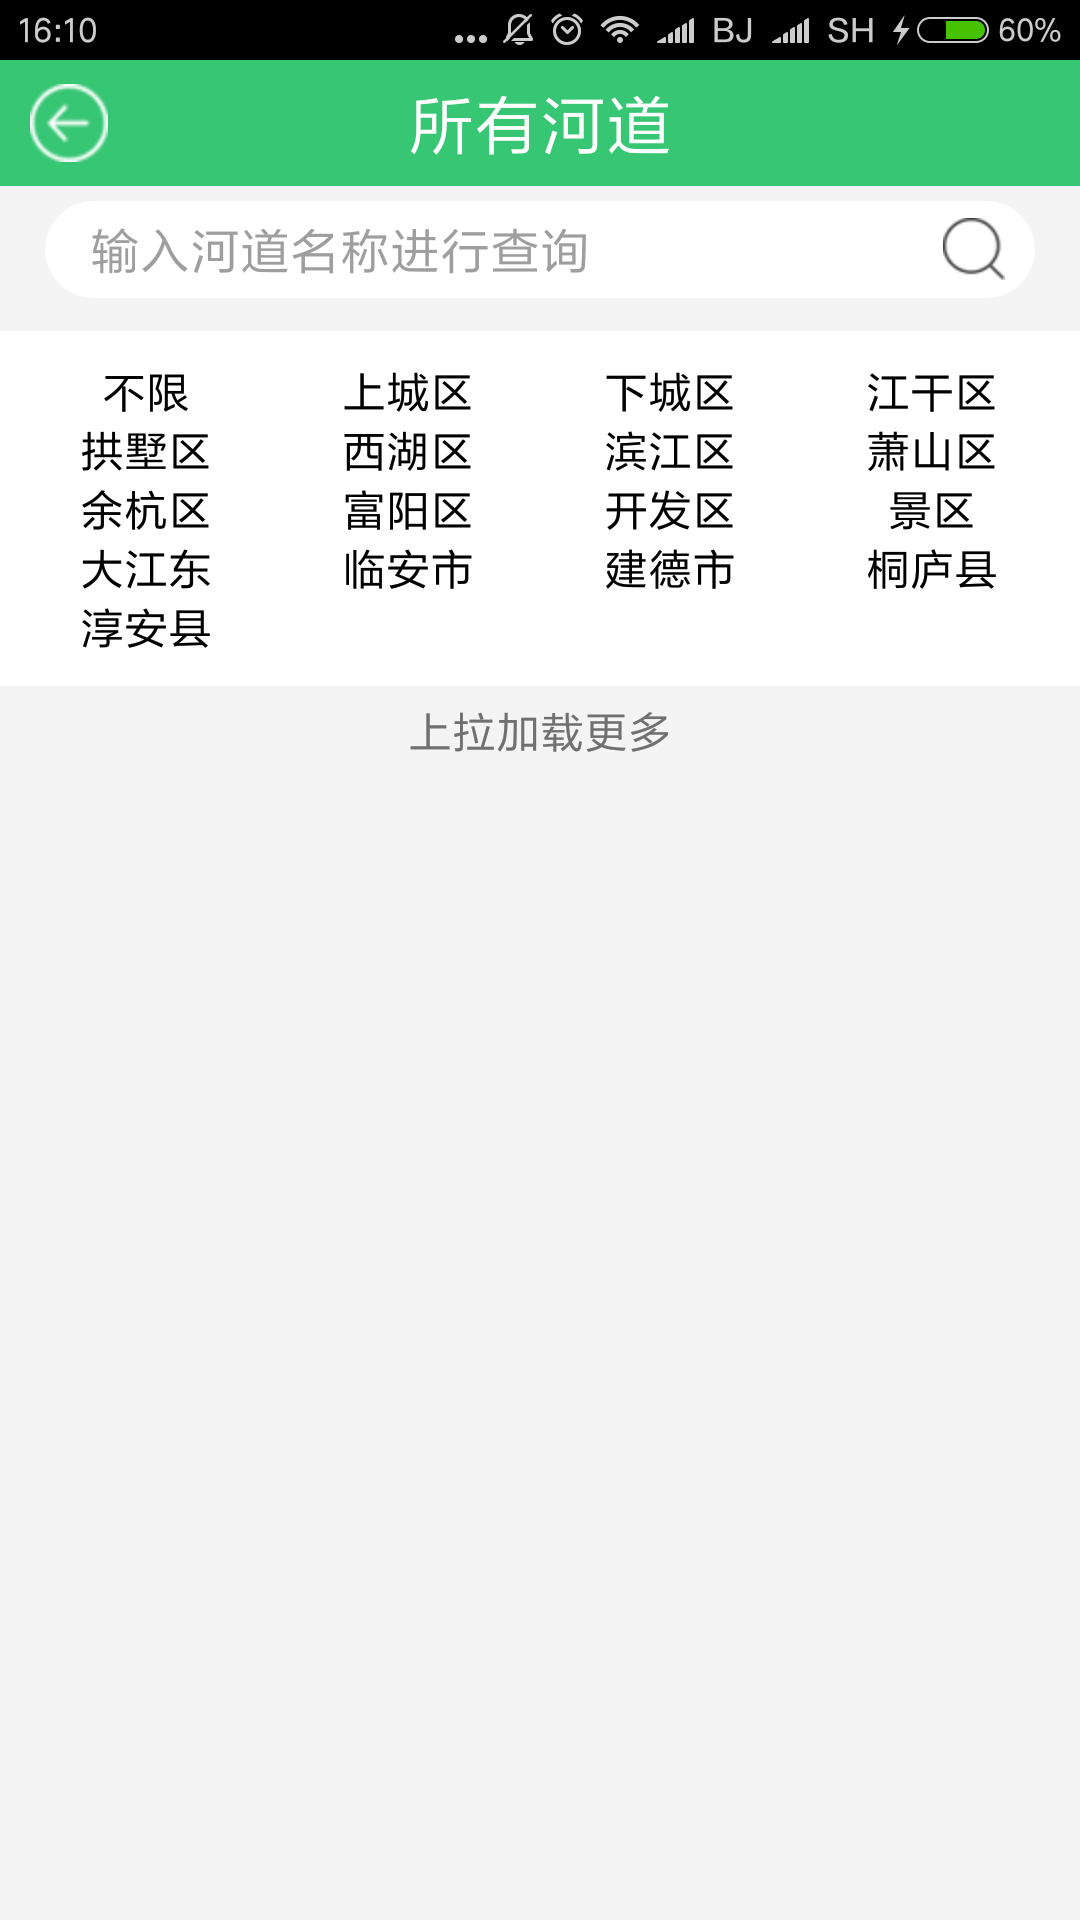 16:10 ... BJ SH 60%
所有河道
输入河道名称进行查询
不限 上城区 下城区 江干区
拱墅区 西湖区 滨江区 萧山区
余杭区 富阳区 开发区 景区
大江东 临安市 建德市 桐庐县
淳安县
上拉加载更多